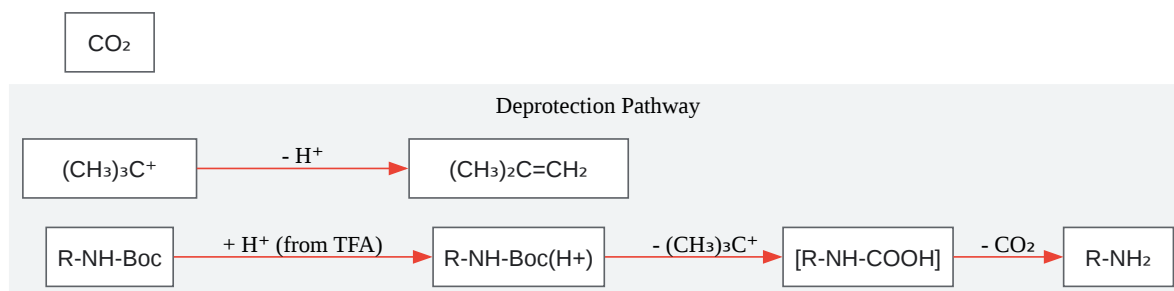 CO₂
Deprotection Pathway
(CH₃)₃C⁺
- H⁺
(CH₃)₂C=CH₂
R-NH-Boc
+ H⁺ (from TFA)
R-NH-Boc(H+)
- (CH₃)₃C⁺
[R-NH-COOH]
- CO₂
R-NH₂